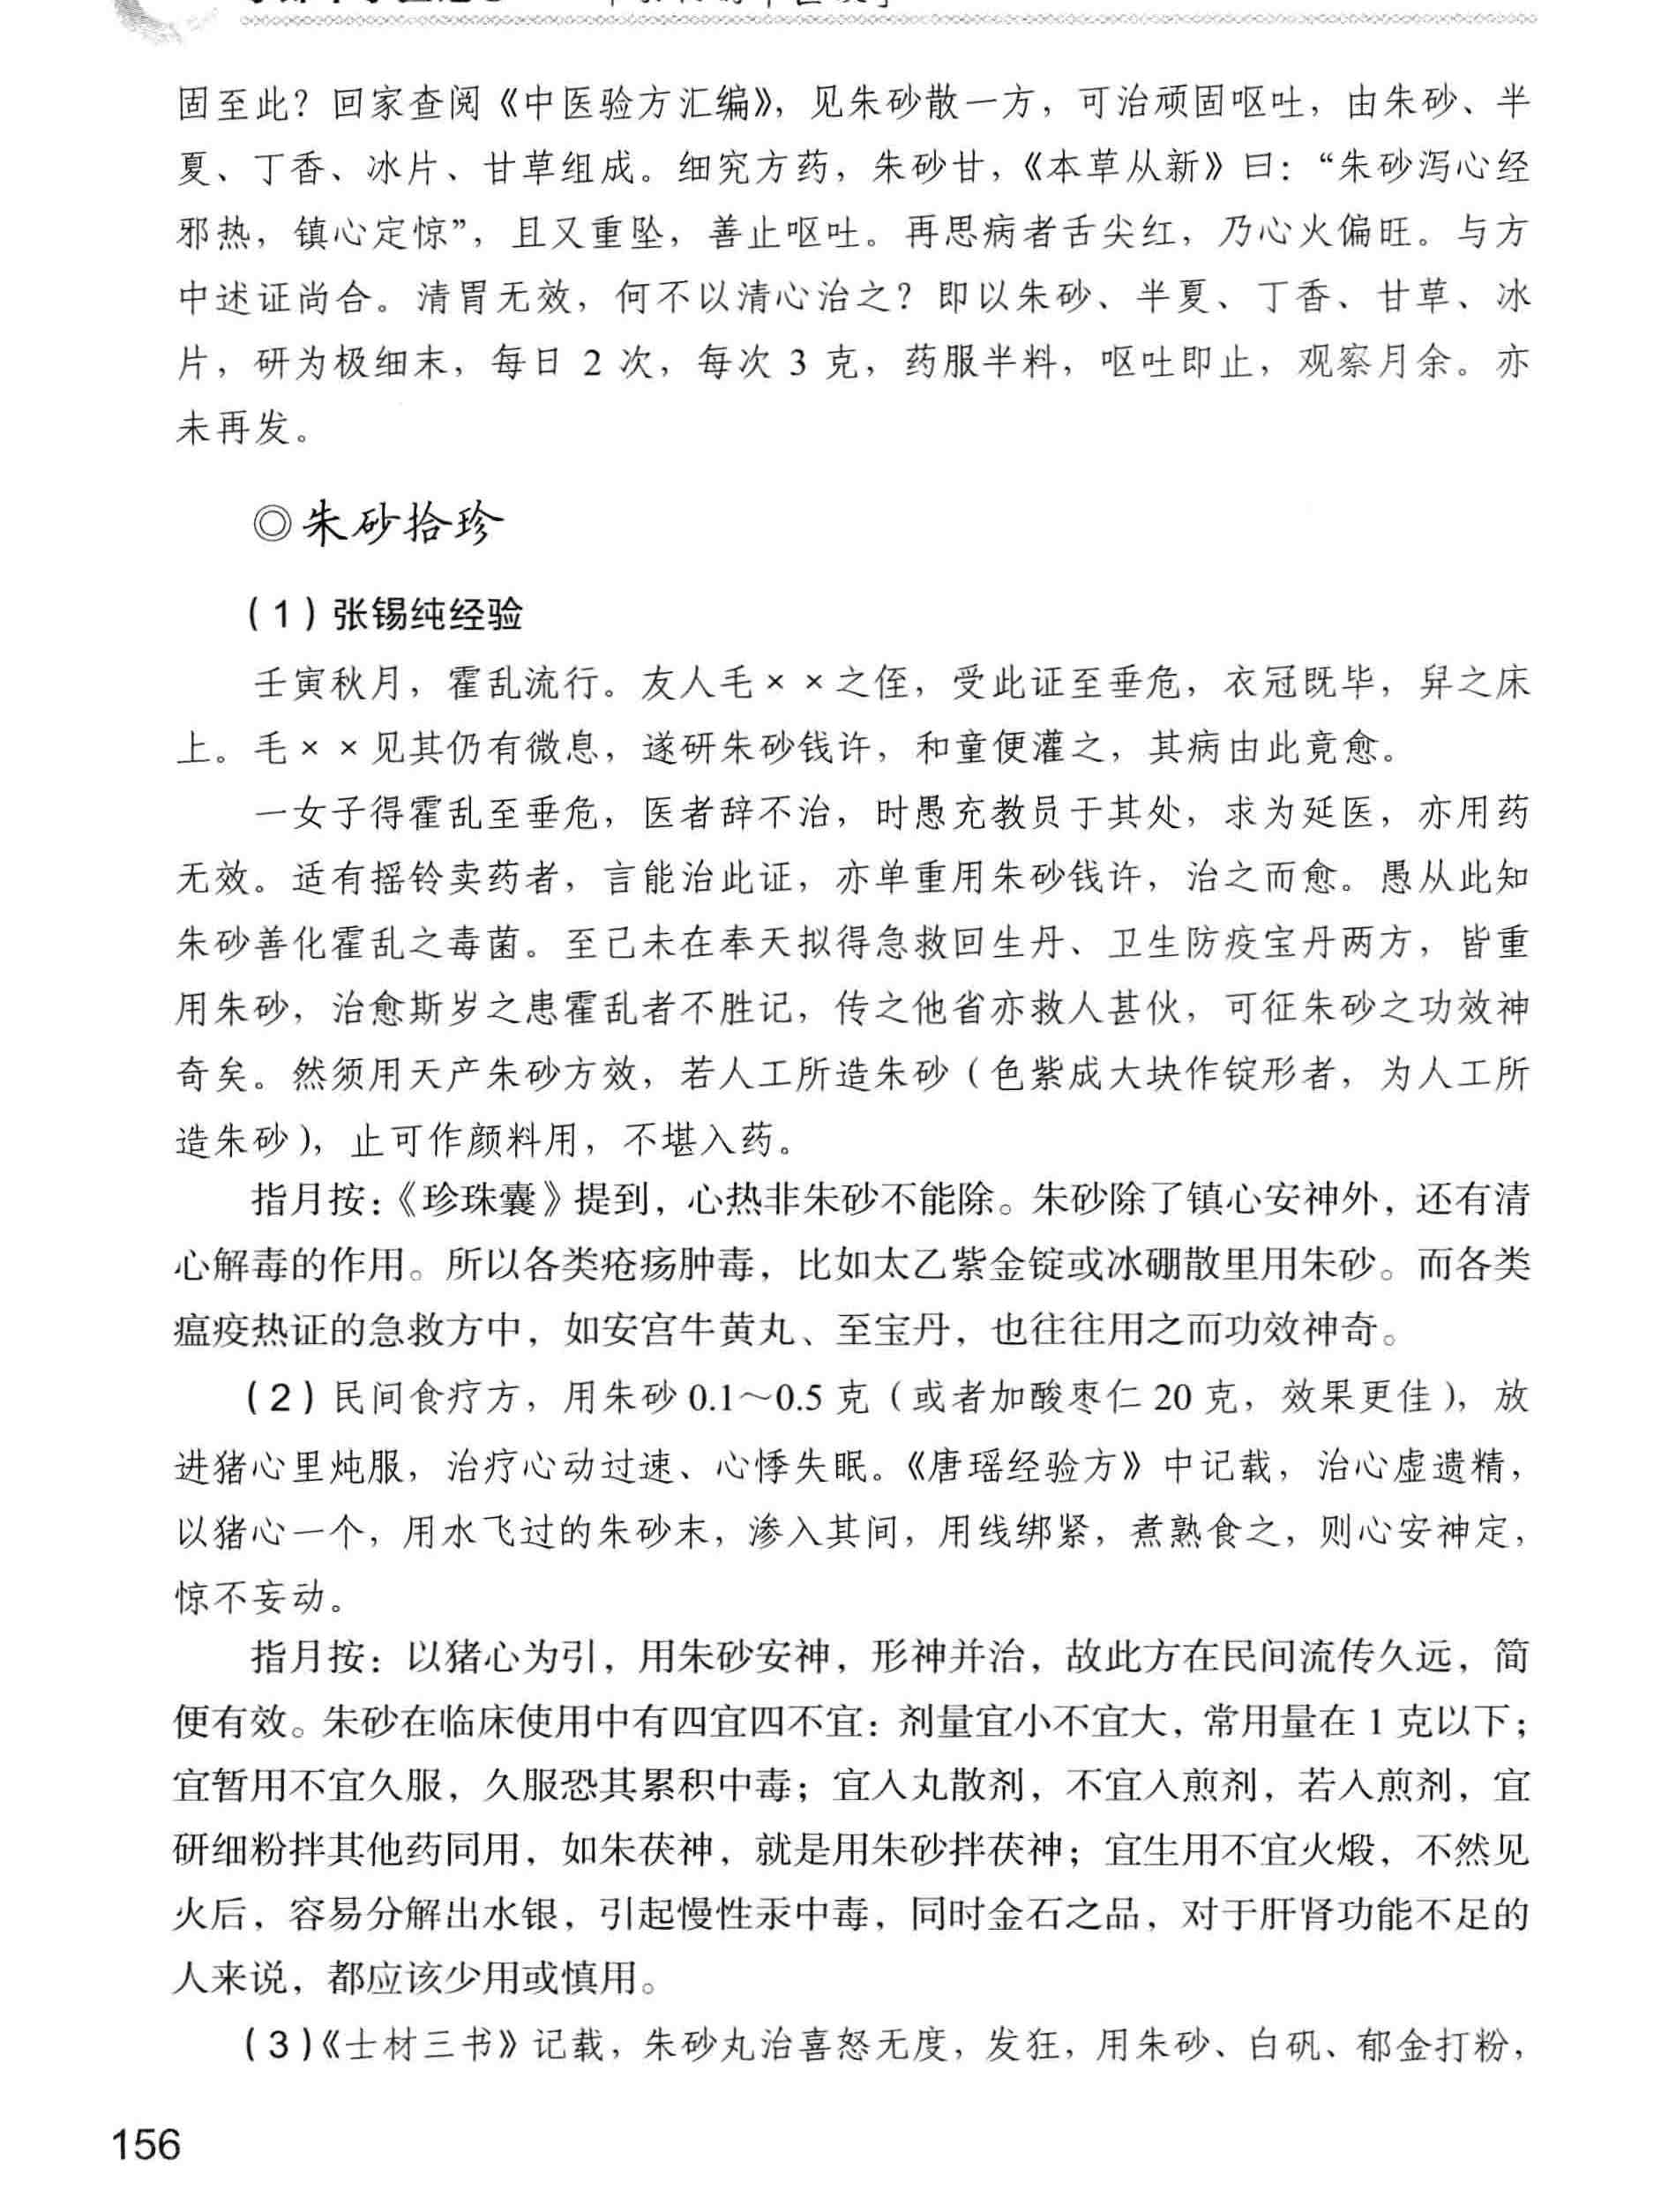 固至此？回家查阅《中医验方汇编》，见朱砂散一方，可治顽固呕吐，由朱砂、半
夏、丁香、冰片、甘草组成。细究方药，朱砂甘，《本草从新》曰：“朱砂泻心经
邪热，镇心定惊”，且又重坠，善止呕吐。再思病者舌尖红，乃心火偏旺。与方
中述证尚合。清胃无效，何不以清心治之？即以朱砂、半夏、丁香、甘草、冰
片，研为极细末，每日 2 次，每次 3 克，药服半料，呕吐即止，观察月余。亦
未再发。
◎朱砂拾珍
（1）张锡纯经验
壬寅秋月，霍乱流行。友人毛××之侄，受此证至垂危，衣冠既毕，舁之床
上。毛××见其仍有微息，遂研朱砂钱许，和童便灌之，其病由此竟愈。
一女子得霍乱至垂危，医者辞不治，时愚充教员于其处，求为延医，亦用药
无效。适有摇铃卖药者，言能治此证，亦单重用朱砂钱许，治之而愈。愚从此知
朱砂善化霍乱之毒菌。至己未在奉天拟得急救回生丹、卫生防疫宝丹两方，皆重
用朱砂，治愈斯岁之患霍乱者不胜记，传之他省亦救人甚伙，可征朱砂之功效神
奇矣。然须用天产朱砂方效，若人工所造朱砂（色紫成大块作锭形者，为人工所
造朱砂），止可作颜料用，不堪入药。
指月按：《珍珠囊》提到，心热非朱砂不能除。朱砂除了镇心安神外，还有清
心解毒的作用。所以各类疮疡肿毒，比如太乙紫金锭或冰硼散里用朱砂。而各类
瘟疫热证的急救方中，如安宫牛黄丸、至宝丹，也往往用之而功效神奇。
（2）民间食疗方，用朱砂 0.1～0.5 克（或者加酸枣仁 20 克，效果更佳），放
进猪心里炖服，治疗心动过速、心悸失眠。《唐瑶经验方》中记载，治心虚遗精，
以猪心一个，用水飞过的朱砂末，渗入其间，用线绑紧，煮熟食之，则心安神定，
惊不妄动。
指月按：以猪心为引，用朱砂安神，形神并治，故此方在民间流传久远，简
便有效。朱砂在临床使用中有四宜四不宜：剂量宜小不宜大，常用量在 1 克以下；
宜暂用不宜久服，久服恐其累积中毒；宜入丸散剂，不宜入煎剂，若入煎剂，宜
研细粉拌其他药同用，如朱茯神，就是用朱砂拌茯神；宜生用不宜火煅，不然见
火后，容易分解出水银，引起慢性汞中毒，同时金石之品，对于肝肾功能不足的
人来说，都应该少用或慎用。
（3）《士材三书》记载，朱砂丸治喜怒无度，发狂，用朱砂、白矾、郁金打粉，
156